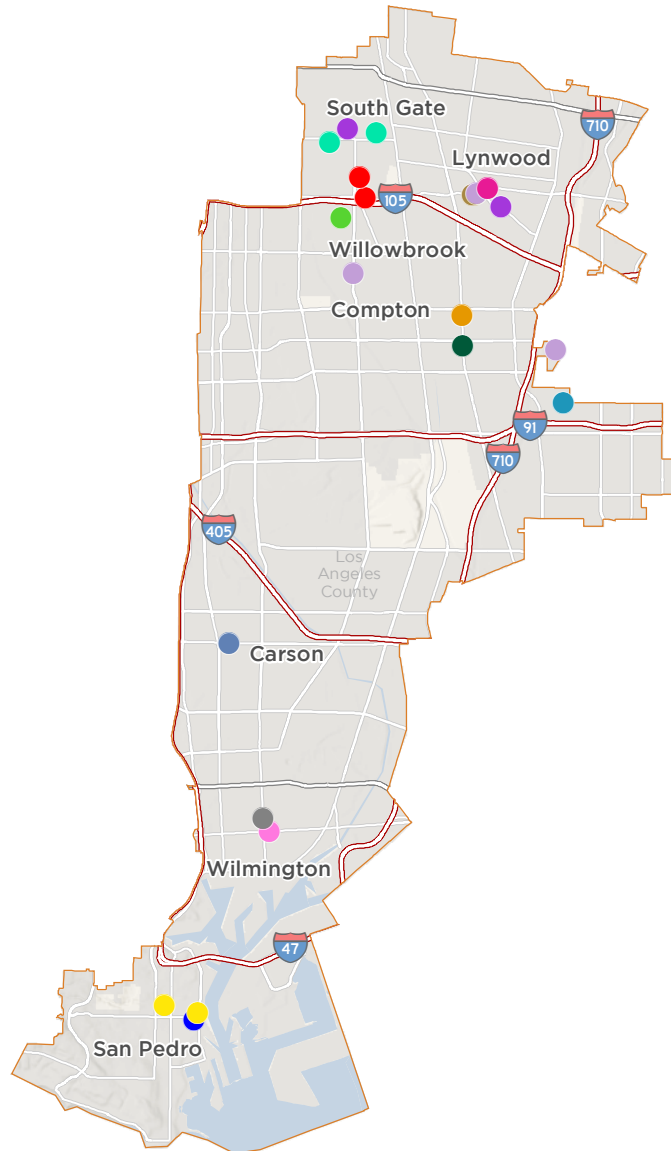 South Gate
710
Lynwood
105
Willowbrook
Compton
91
710
405
Los
Angeles
County
Carson
Wilmington
47
San Pedro